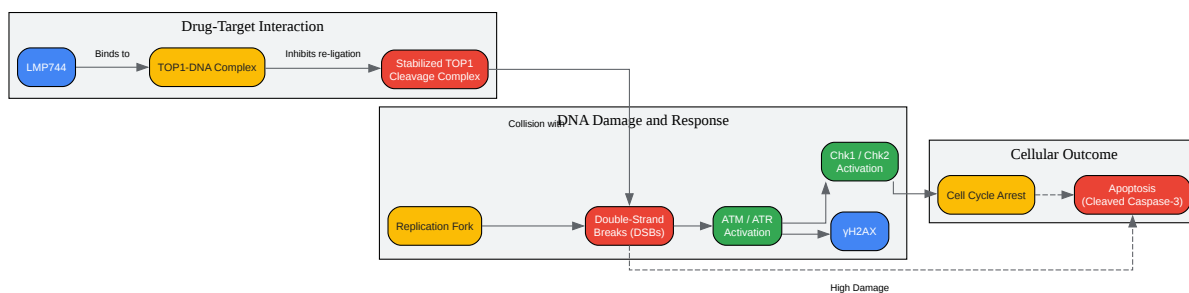 Drug-Target Interaction
LMP744
Binds to
TOP1-DNA Complex
Inhibits re-ligation
Stabilized TOP1
Cleavage Complex
Collision with
DNA Damage and Response
Replication Fork
Double-Strand
Breaks (DSBs)
ATM / ATR
Activation
Chk1 / Chk2
Activation
γH2AX
Cellular Outcome
Cell Cycle Arrest
Apoptosis
(Cleaved Caspase-3)
High Damage